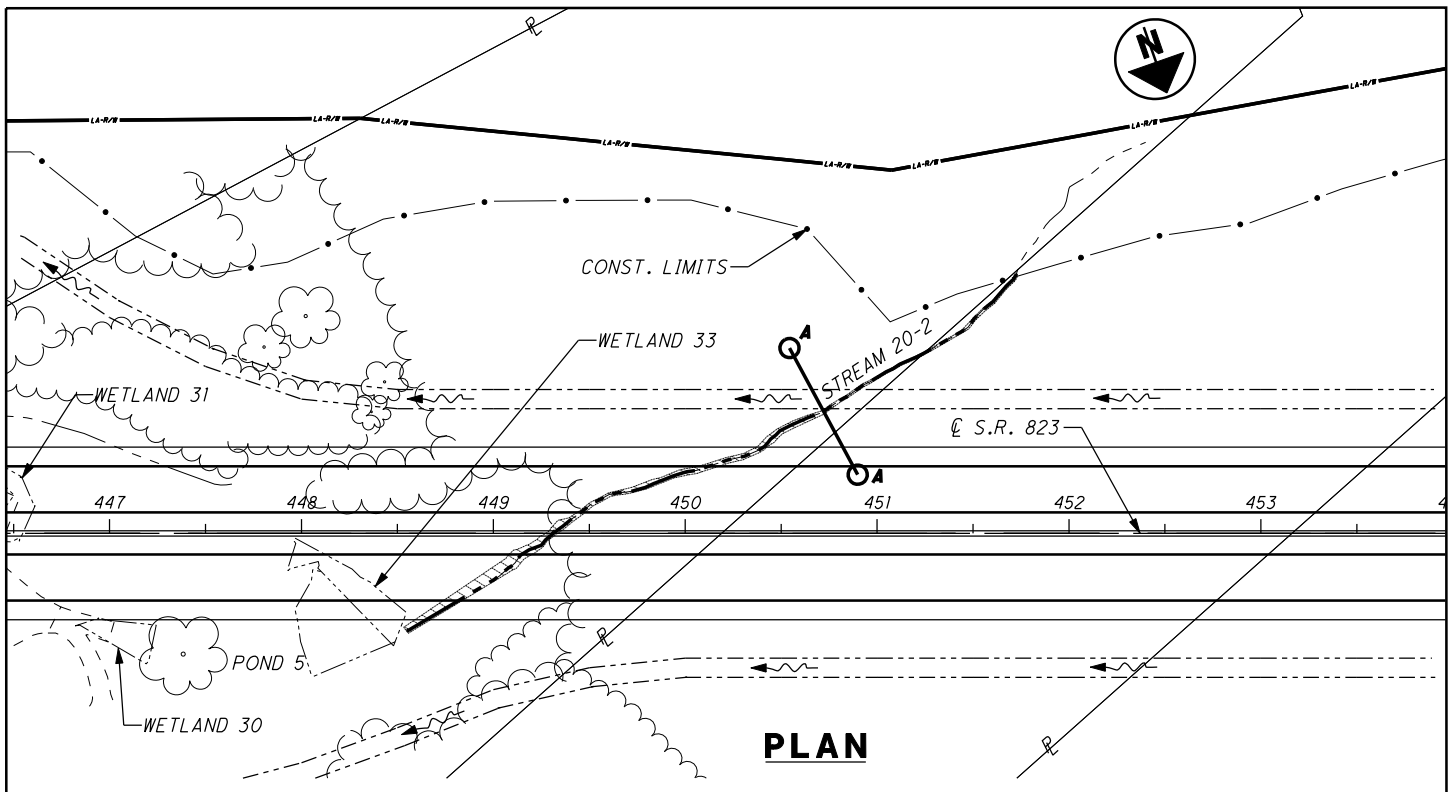 ℄
N
LA-R/W
LA-R/W
LA-R/W
LA-R/W
LA-R/W
LA-R/W
LA-R/W
CONST. LIMITS
A
WETLAND 33
STREAM 20-2
WETLAND 31
℄ S.R. 823
A
447
448
449
450
451
452
453
4
POND 5
WETLAND 30
PLAN